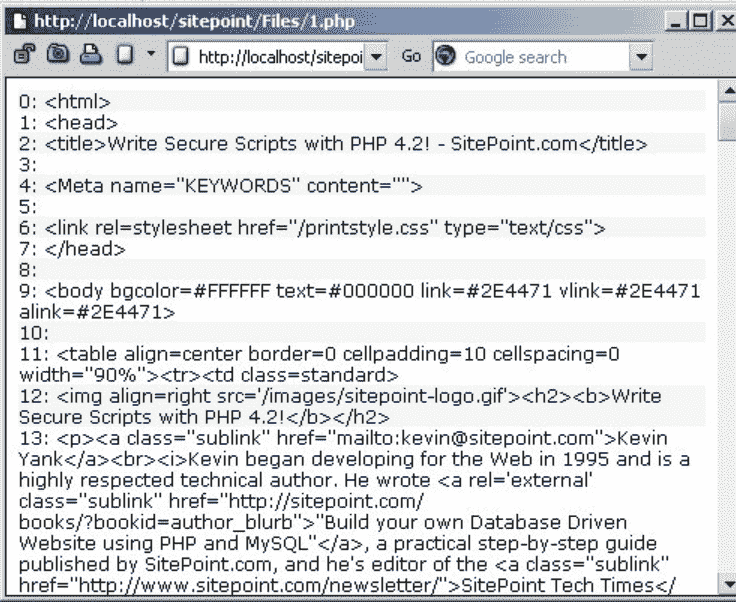 http://localhost/sitepoint/Files/1.php
http://localhost/sitepoi Go Google search
0: <html>
1: <head>
2: <title>Write Secure Scripts with PHP 4.2! - SitePoint.com</title>
3:
4: <Meta name="KEYWORDS" content="">
5:
6: <link rel=stylesheet href="/printstyle.css" type="text/css">
7: </head>
8:
9: <body bgcolor=#FFFFFF text=#000000 link=#2E4471 vlink=#2E4471
alink=#2E4471>
10:
11: <table align=center border=0 cellpadding=10 cellspacing=0
width="90%"><tr><td class=standard>
12: <img align=right src='/images/sitepoint-logo.gif'><h2><b>Write
Secure Scripts with PHP 4.2!</b></h2>
13: <p><a class="sublink" href="mailto:kevin@sitepoint.com">Kevin
Yank</a><br><i>Kevin began developing for the Web in 1995 and is a
highly respected technical author. He wrote <a rel='external'
class="sublink" href="http://sitepoint.com/
books/?bookid=author_blurb">"Build your own Database Driven
Website using PHP and MySQL"</a>, a practical step-by-step guide
published by SitePoint.com, and he's editor of the <a class="sublink"
href="http://www.sitepoint.com/newsletter/">SitePoint Tech Times</